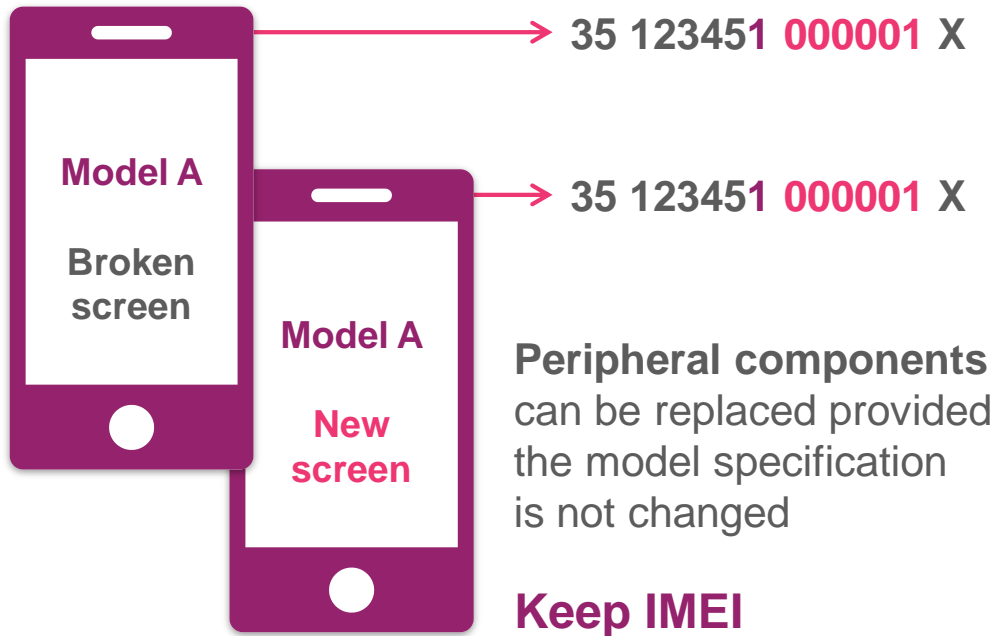 35 123451 000001 X
Model A
Broken
screen
35 123451 000001 X
Model A
New
screen
Peripheral components
can be replaced provided
the model specification
is not changed
Keep IMEI